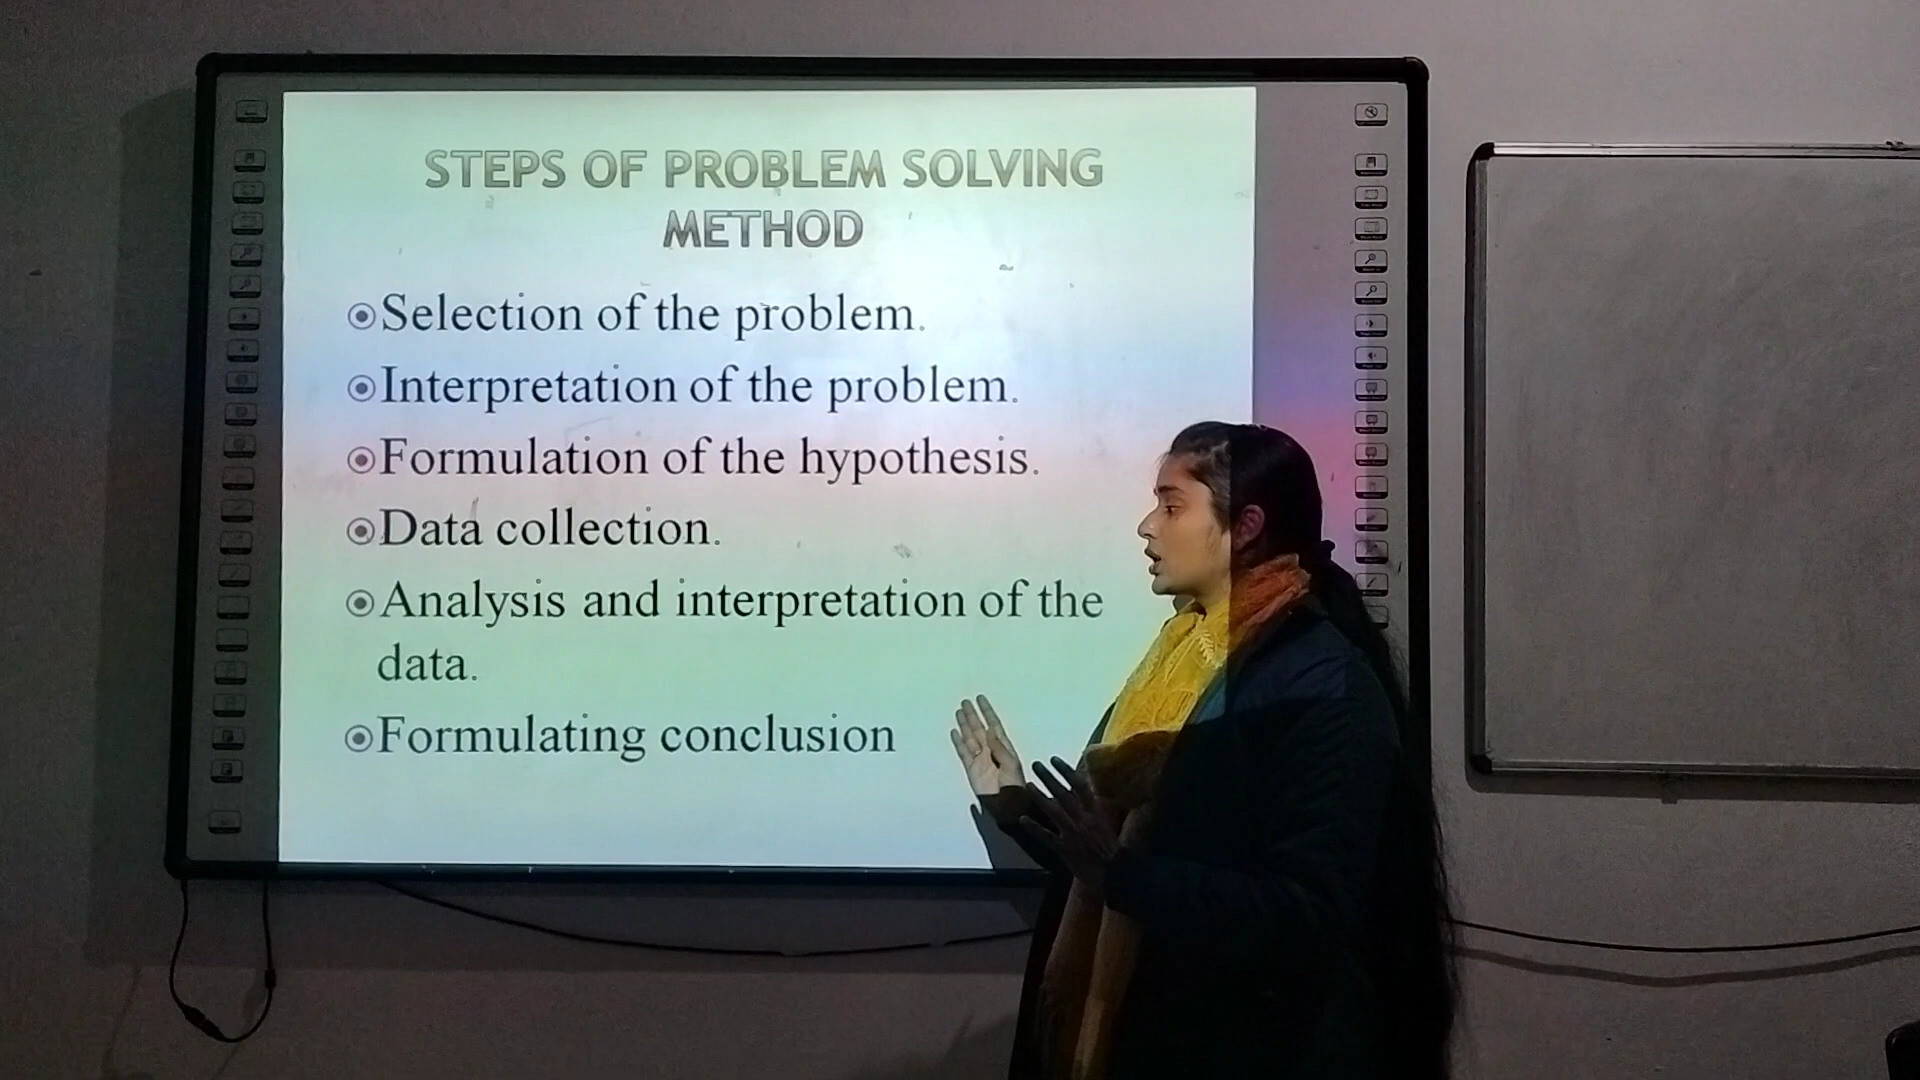 STEPS OF PROBLEM SOLVING
METHOD
Selection of the problem.
Interpretation of the problem.
Formulation of the hypothesis.
Data collection.
Analysis and interpretation of the
data.
Formulating conclusion